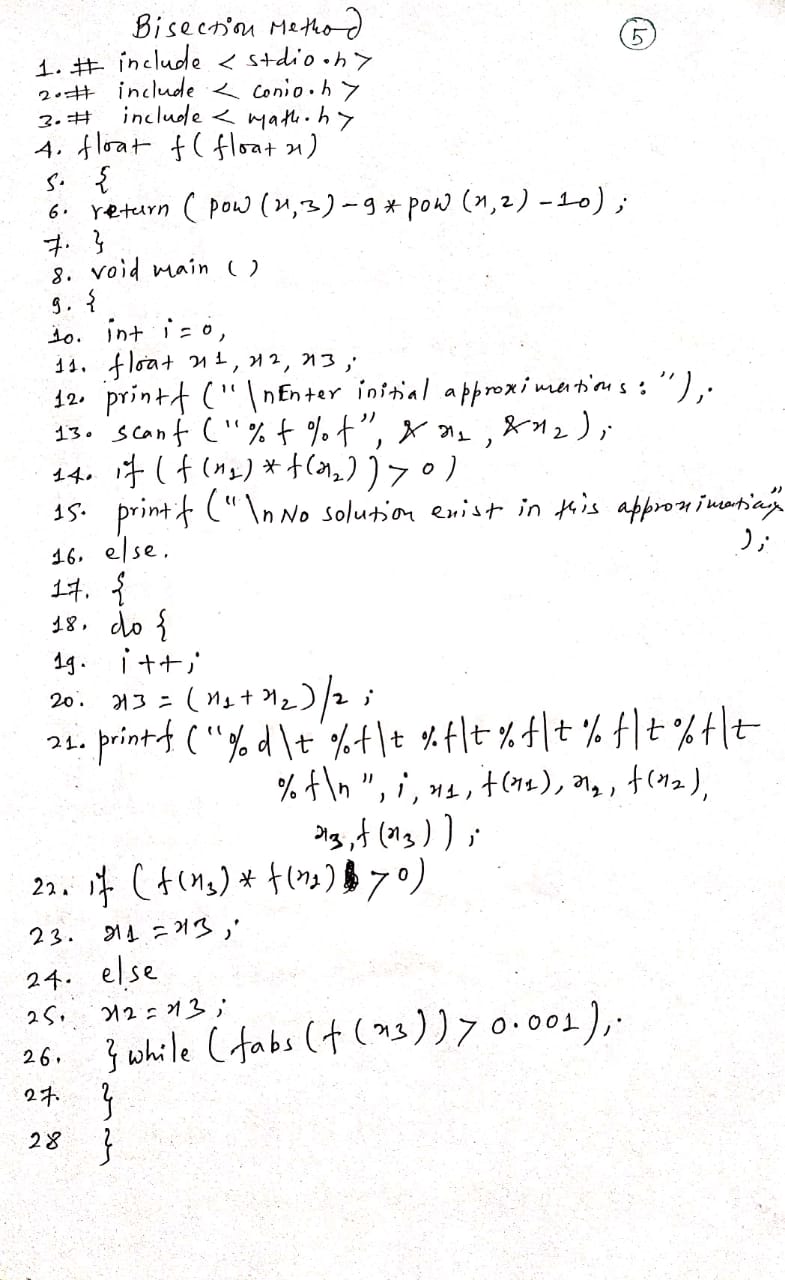 Bisection Method
5
1. # include < stdio.h>
2. # include < conio.h >
3. # include < math.h >
4. float f( float x)
5. {
6. return ( pow (x,3) - 9 * pow (x,2) - 10) ;
7. }
8. void main ( )
9. {
10. int i = 0,
11. float x1, x2, x3 ;
12. printf ("\nEnter initial approximations : ");
13. scanf ("% f % f", & x1 , & x2 );
14. if ( f (x1) * f(x2) ) > 0 )
15. printf ("\n No solution exist in this approximation"
);
16. else.
17. {
18. do {
19. i ++;
20. x3 = ( x1 + x2 ) / 2 ;
21. printf ("% d \t % f \t % f \t % f \t % f \t % f \t
% f \n ", i, x1, f(x1), x2, f(x2),
x3, f (x3) ) ;
22. if ( f(x3) * f(x1) > 0 )
23. x1 = x3 ;
24. else
25. x2 = x3 ;
26. } while ( fabs ( f ( x3 ) ) > 0.001 );
27. }
28 }